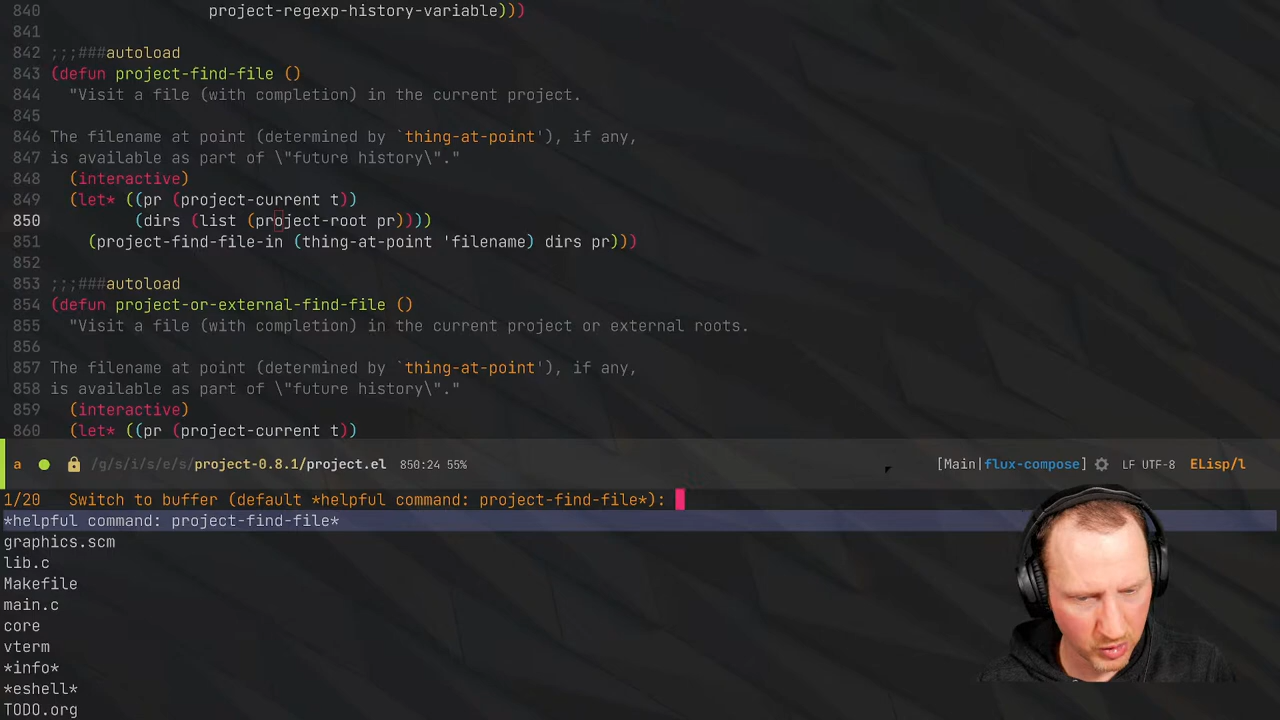 840 project-regexp-history-variable)))
841
842 ;;;###autoload
843 (defun project-find-file ()
844 "Visit a file (with completion) in the current project.
845
846 The filename at point (determined by `thing-at-point'), if any,
847 is available as part of \"future history\"."
848 (interactive)
849 (let* ((pr (project-current t))
850 (dirs (list (project-root pr))))
851 (project-find-file-in (thing-at-point 'filename) dirs pr)))
852
853 ;;;###autoload
854 (defun project-or-external-find-file ()
855 "Visit a file (with completion) in the current project or external roots.
856
857 The filename at point (determined by `thing-at-point'), if any,
858 is available as part of \"future history\"."
859 (interactive)
860 (let* ((pr (project-current t))
a /g/s/i/s/e/s/project-0.8.1/project.el 850:24 55% [Main|flux-compose] LF UTF-8 ELisp/l
1/20 Switch to buffer (default *helpful command: project-find-file*):
*helpful command: project-find-file*
graphics.scm
lib.c
Makefile
main.c
core
vterm
*info*
*eshell*
TODO.org